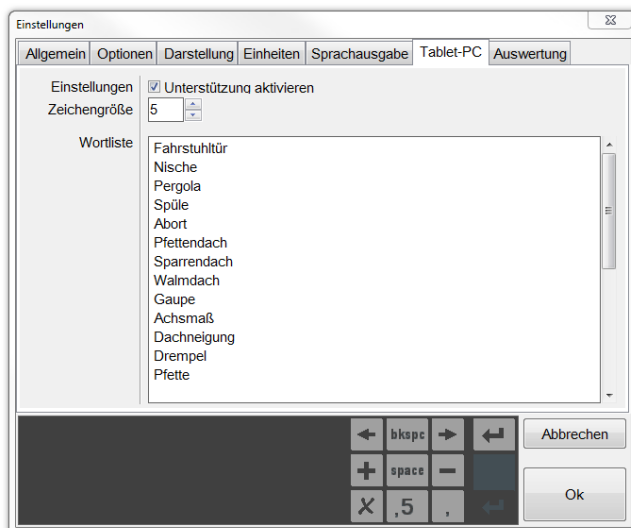 Einstellungen
Allgemein Optionen Darstellung Einheiten Sprachausgabe Tablet-PC Auswertung
Einstellungen Unterstützung aktivieren
Zeichengröße 5
Wortliste
Fahrstuhltür
Nische
Pergola
Spüle
Abort
Pfettendach
Sparrendach
Walmdach
Gaupe
Achsmaß
Dachneigung
Drempel
Pfette
bkspc
Abbrechen
+ space −
X ,5 ,
Ok